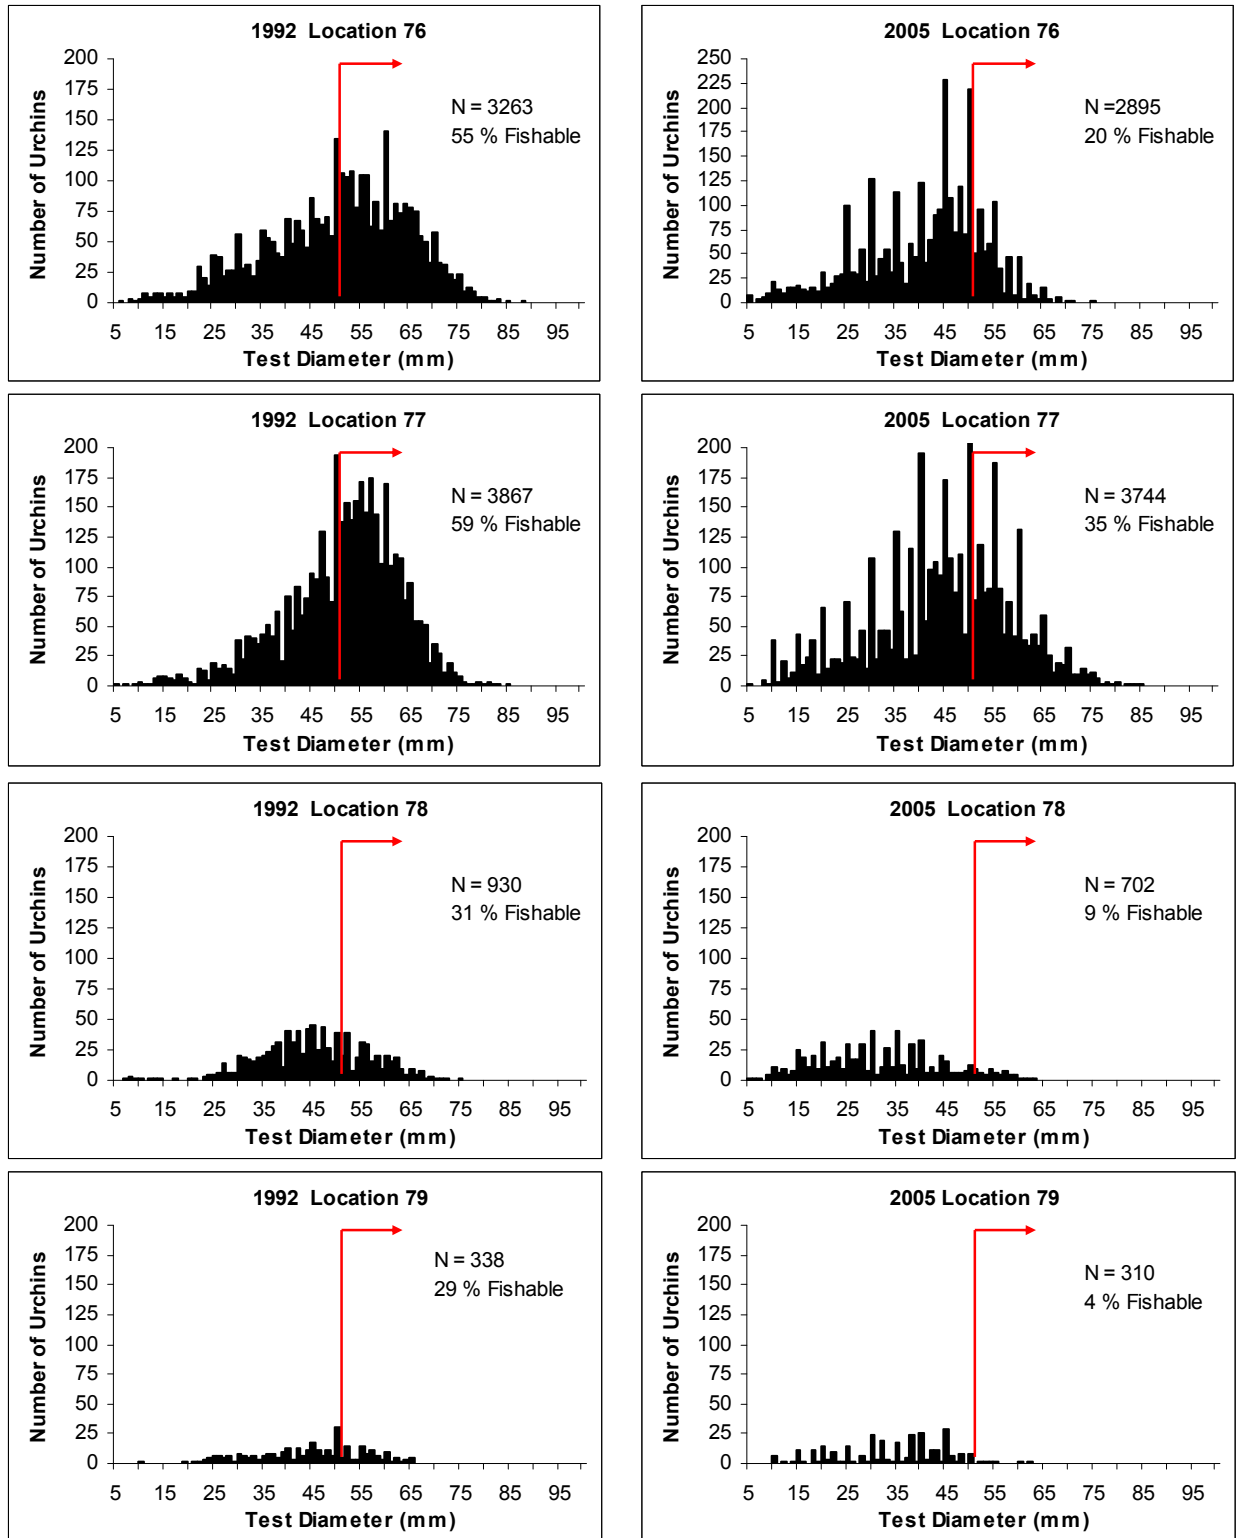 1992 Location 76
200
175
150
125
100
75
50
25
0
Number of Urchins
N = 3263
55 % Fishable
5 15 25 35 45 55 65 75 85 95
Test Diameter (mm)
2005 Location 76
250
225
200
175
150
125
100
75
50
25
0
Number of Urchins
N =2895
20 % Fishable
5 15 25 35 45 55 65 75 85 95
Test Diameter (mm)
1992 Location 77
200
175
150
125
100
75
50
25
0
Number of Urchins
N = 3867
59 % Fishable
5 15 25 35 45 55 65 75 85 95
Test Diameter (mm)
2005 Location 77
200
175
150
125
100
75
50
25
0
Number of Urchins
N = 3744
35 % Fishable
5 15 25 35 45 55 65 75 85 95
Test Diameter (mm)
1992 Location 78
200
175
150
125
100
75
50
25
0
Number of Urchins
N = 930
31 % Fishable
5 15 25 35 45 55 65 75 85 95
Test Diameter (mm)
2005 Location 78
200
175
150
125
100
75
50
25
0
Number of Urchins
N = 702
9 % Fishable
5 15 25 35 45 55 65 75 85 95
Test Diameter (mm)
1992 Location 79
200
175
150
125
100
75
50
25
0
Number of Urchins
N = 338
29 % Fishable
5 15 25 35 45 55 65 75 85 95
Test Diameter (mm)
2005 Location 79
200
175
150
125
100
75
50
25
0
Number of Urchins
N = 310
4 % Fishable
5 15 25 35 45 55 65 75 85 95
Test Diameter (mm)